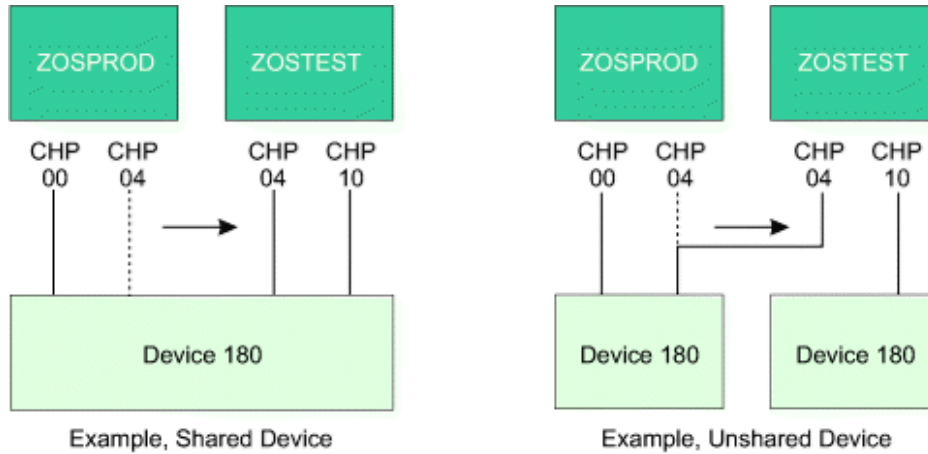 ZOSPROD
ZOSTEST
CHP 00
CHP 04
CHP 04
CHP 10
Device 180
Example, Shared Device
ZOSPROD
ZOSTEST
CHP 00
CHP 04
CHP 04
CHP 10
Device 180
Device 180
Example, Unshared Device